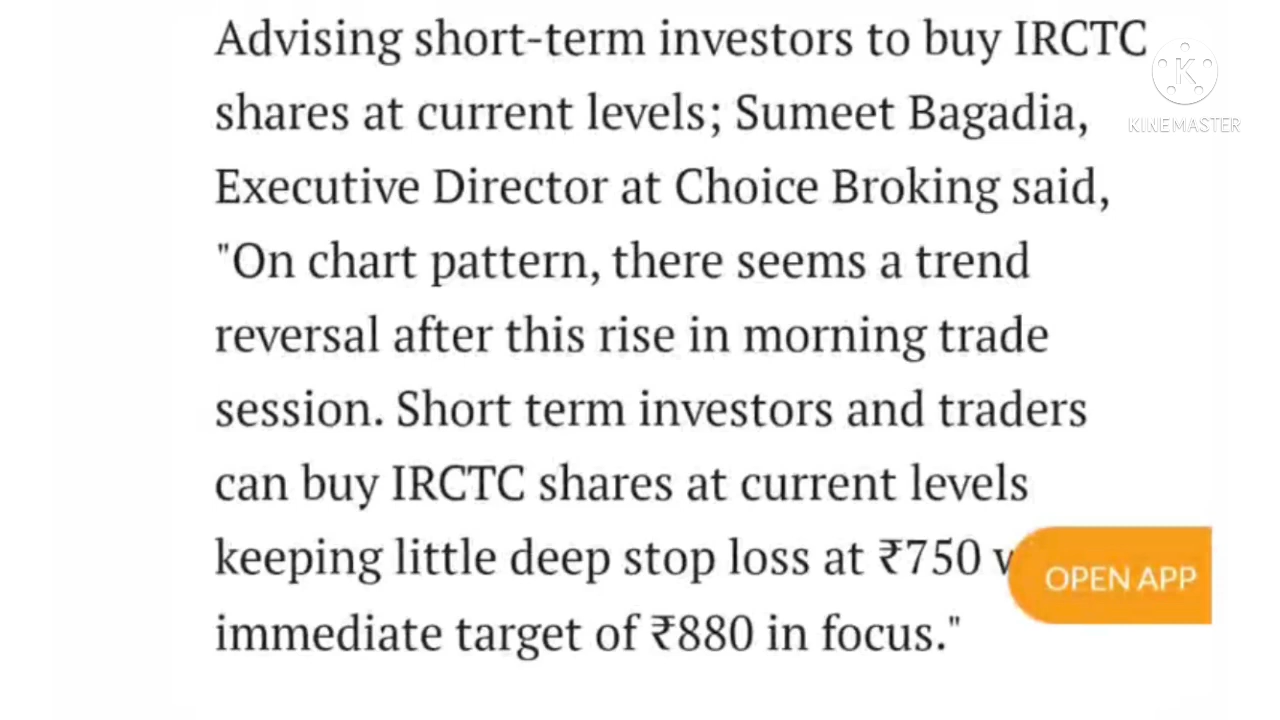 Advising short-term investors to buy IRCTC
shares at current levels; Sumeet Bagadia,
Executive Director at Choice Broking said,
"On chart pattern, there seems a trend
reversal after this rise in morning trade
session. Short term investors and traders
can buy IRCTC shares at current levels
keeping little deep stop loss at ₹750
immediate target of ₹880 in focus."
OPEN APP
K
KINEMASTER